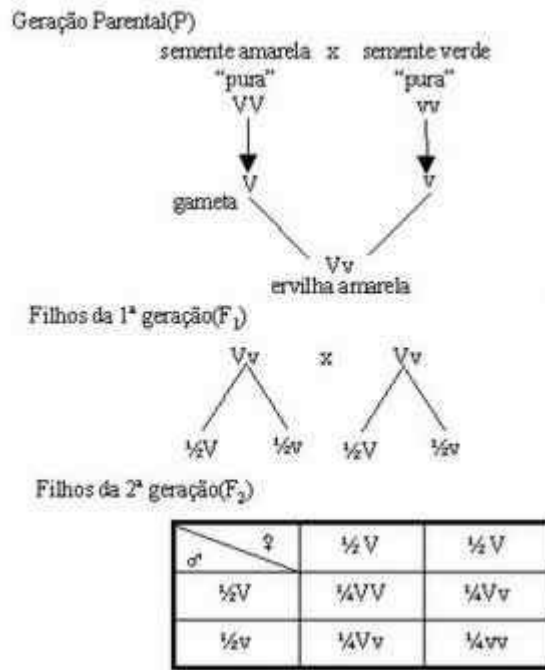 Geração Parental(P)
semente amarela x semente verde
“pura” “pura”
VV vv
V v
gameta
Vv
ervilha amarela
Filhos da 1ª geração(F₁)
Vv x Vv
½V ½v ½V ½v
Filhos da 2ª geração(F₂)
♀ ½V ½V
♂
½V ¼VV ¼Vv
½v ¼Vv ¼vv